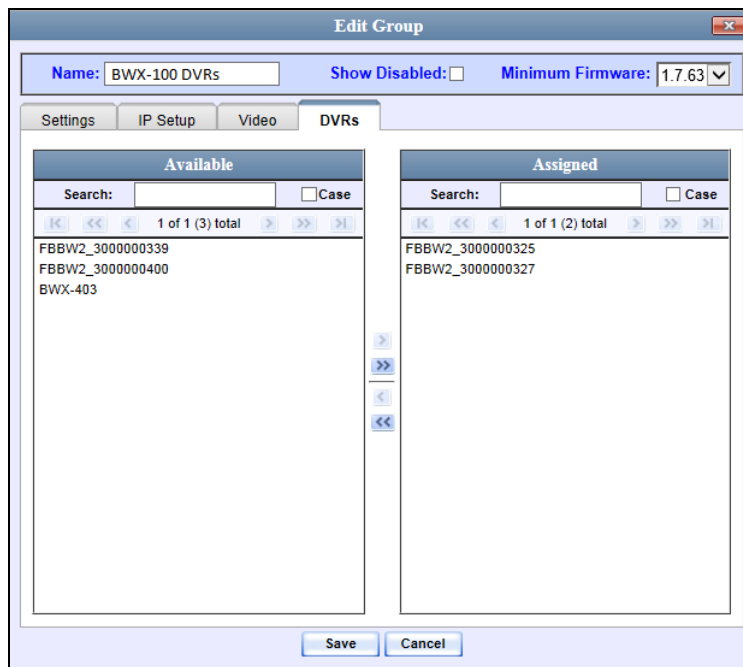 Edit Group
Name: BWX-100 DVRs Show Disabled: Minimum Firmware: 1.7.63
Settings IP Setup Video DVRs
Available
Search: Case
1 of 1 (3) total
FBBW2_3000000339
FBBW2_3000000400
BWX-403
Assigned
Search: Case
1 of 1 (2) total
FBBW2_3000000325
FBBW2_3000000327
Save Cancel